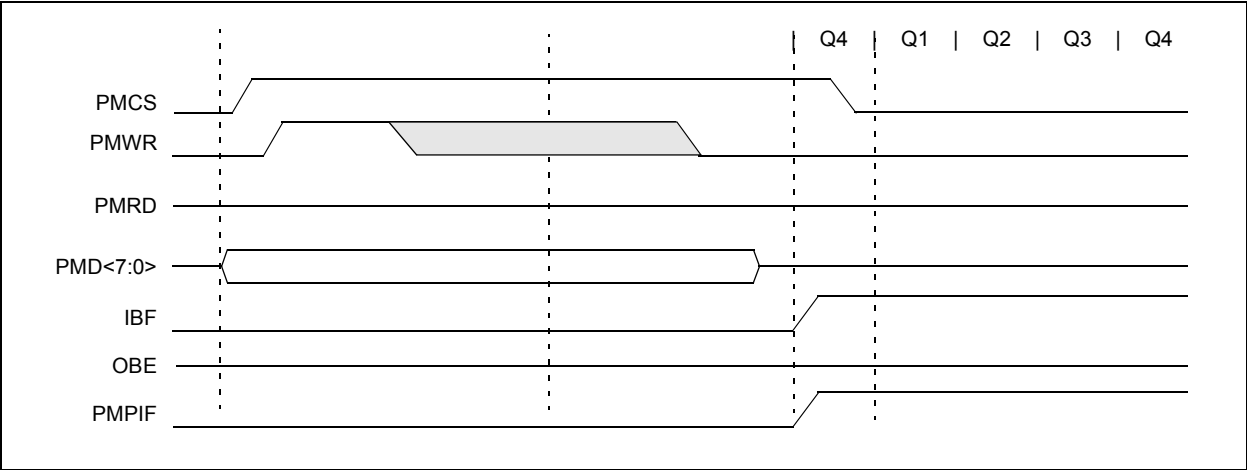 | Q4 | Q1 | Q2 | Q3 | Q4
PMCS
PMWR
PMRD
PMD<7:0>
IBF
OBE
PMPIF